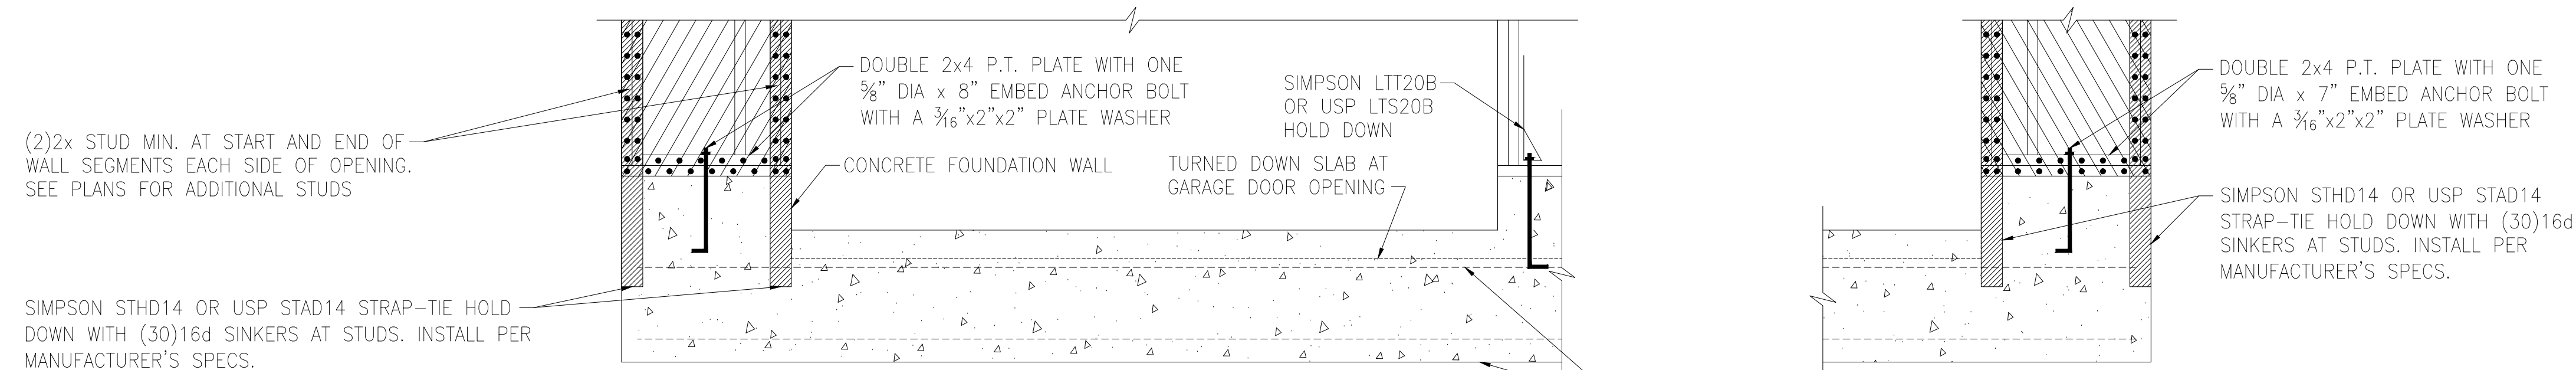 (2)2x STUD MIN. AT START AND END OF
WALL SEGMENTS EACH SIDE OF OPENING.
SEE PLANS FOR ADDITIONAL STUDS
SIMPSON STHD14 OR USP STAD14 STRAP-TIE HOLD
DOWN WITH (30)16d SINKERS AT STUDS. INSTALL PER
MANUFACTURER'S SPECS.
DOUBLE 2x4 P.T. PLATE WITH ONE
5/8" DIA x 8" EMBED ANCHOR BOLT
WITH A 3/16"x2"x2" PLATE WASHER
CONCRETE FOUNDATION WALL
SIMPSON LTT20B
OR USP LTS20B
HOLD DOWN
TURNED DOWN SLAB AT
GARAGE DOOR OPENING
DOUBLE 2x4 P.T. PLATE WITH ONE
5/8" DIA x 7" EMBED ANCHOR BOLT
WITH A 3/16"x2"x2" PLATE WASHER
SIMPSON STHD14 OR USP STAD14
STRAP-TIE HOLD DOWN WITH (30)16d
SINKERS AT STUDS. INSTALL PER
MANUFACTURER'S SPECS.